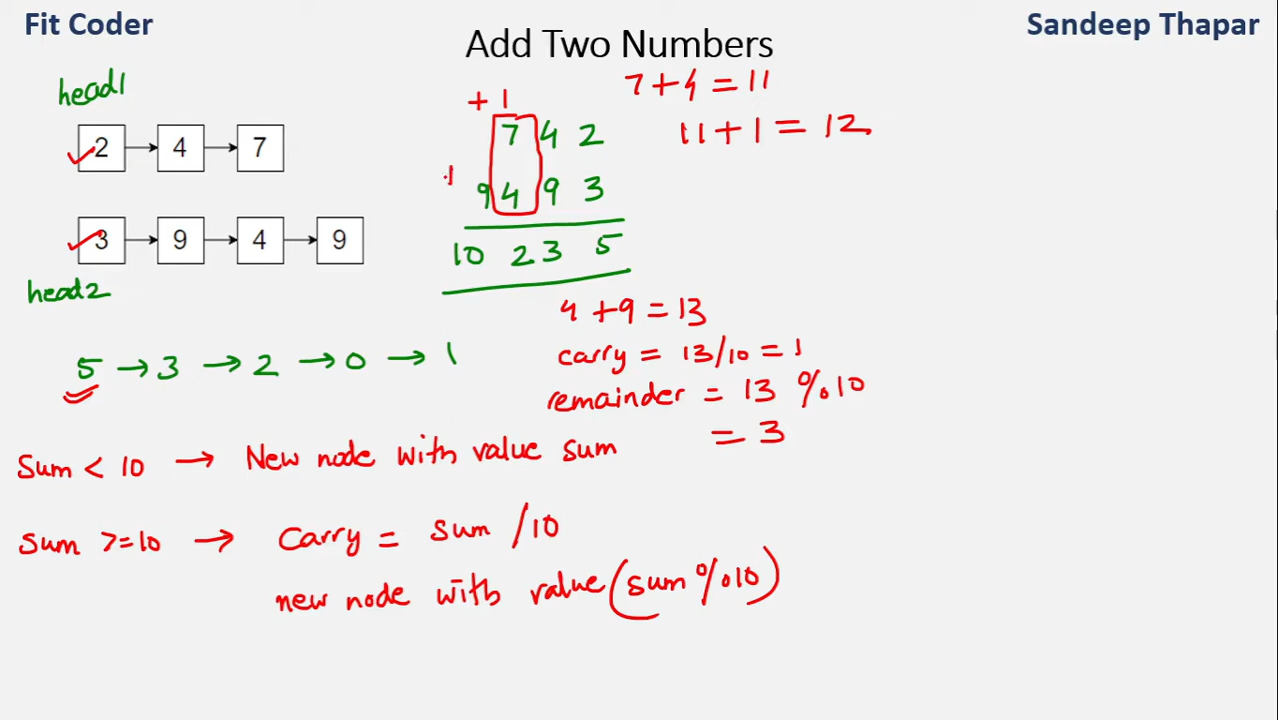 Fit Coder
Sandeep Thapar
Add Two Numbers
head1
2 → 4 → 7
3 → 9 → 4 → 9
head2
+1
7 4 2
1
9 4 9 3
10 2 3 5
7+4 = 11
11+1 = 12
4 +9 = 13
carry = 13/10 = 1
remainder = 13 %10
= 3
5 → 3 → 2 → 0 → 1
Sum < 10 → New node with value sum
Sum >=10 → Carry = sum /10
new node with value (sum %10)